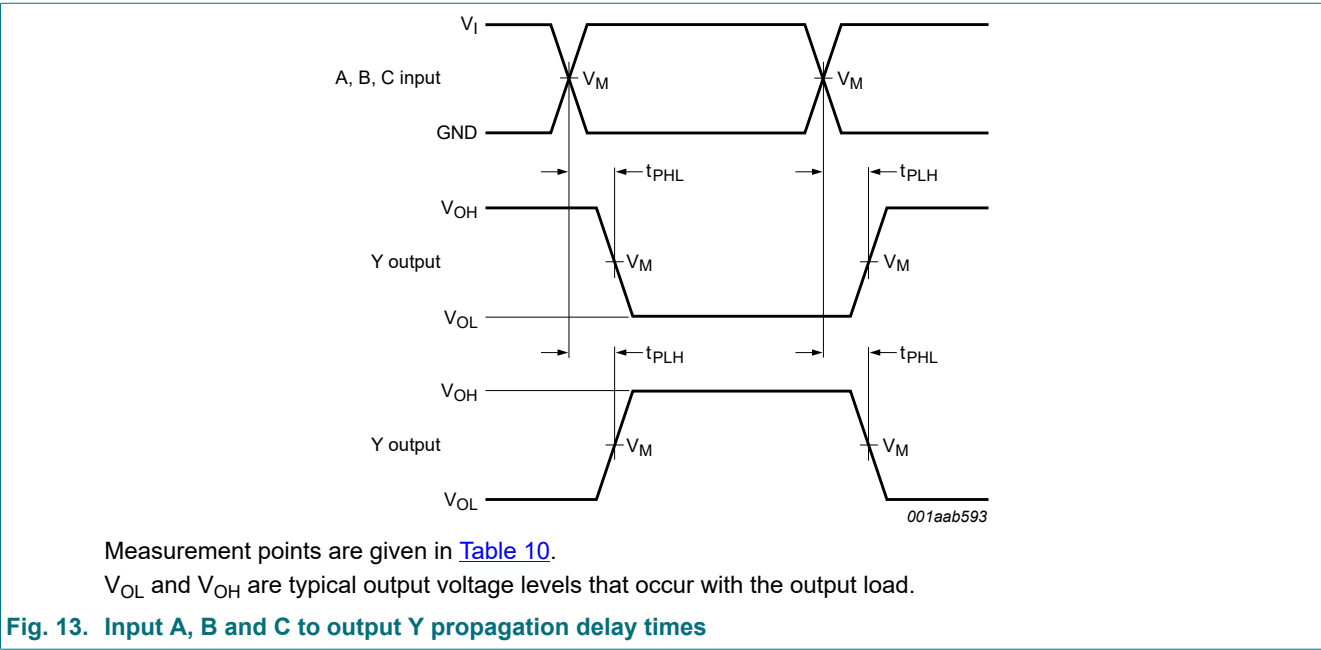 VI
A, B, C input
VM
VM
GND
tPHL
tPLH
VOH
Y output
VM
VM
VOL
tPLH
tPHL
VOH
Y output
VM
VM
VOL
001aab593
Measurement points are given in Table 10.
VOL and VOH are typical output voltage levels that occur with the output load.
Fig. 13. Input A, B and C to output Y propagation delay times